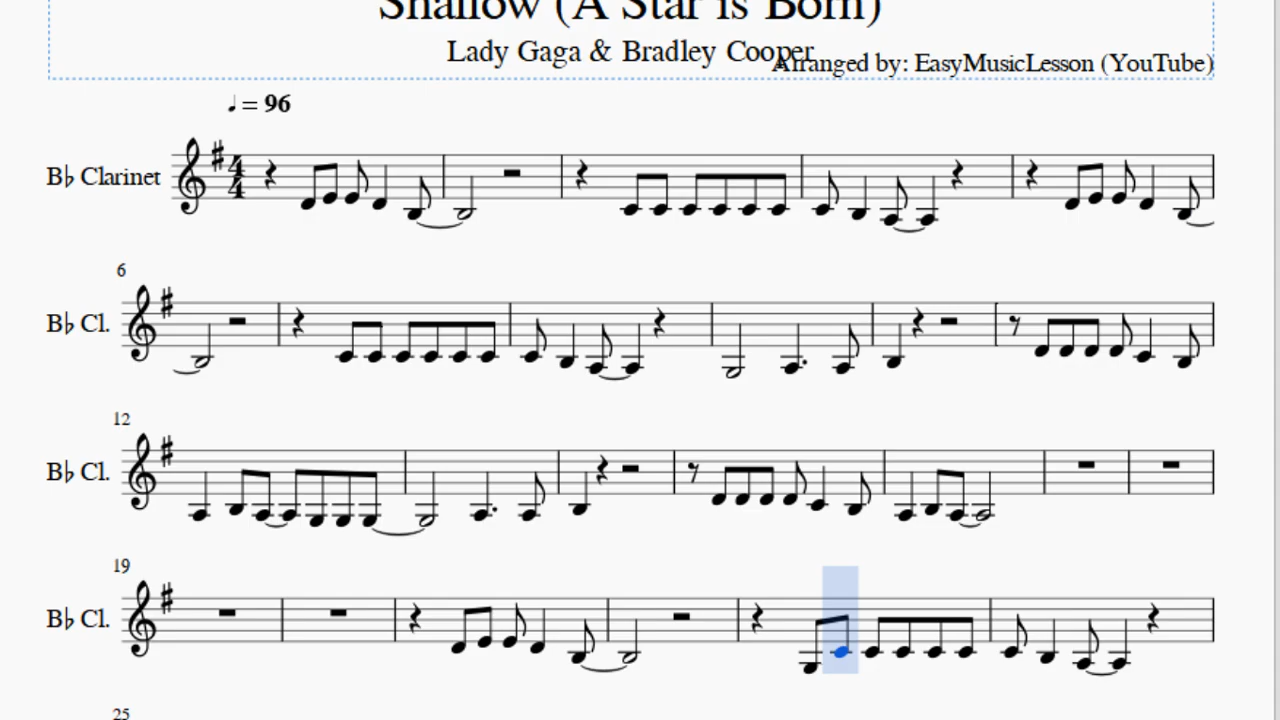 Shallow (A Star is Born)
Lady Gaga & Bradley Cooper
Arranged by: EasyMusicLesson (YouTube)
♩ = 96
B♭ Clarinet
4
4
6
B♭ Cl.
12
B♭ Cl.
19
B♭ Cl.
25